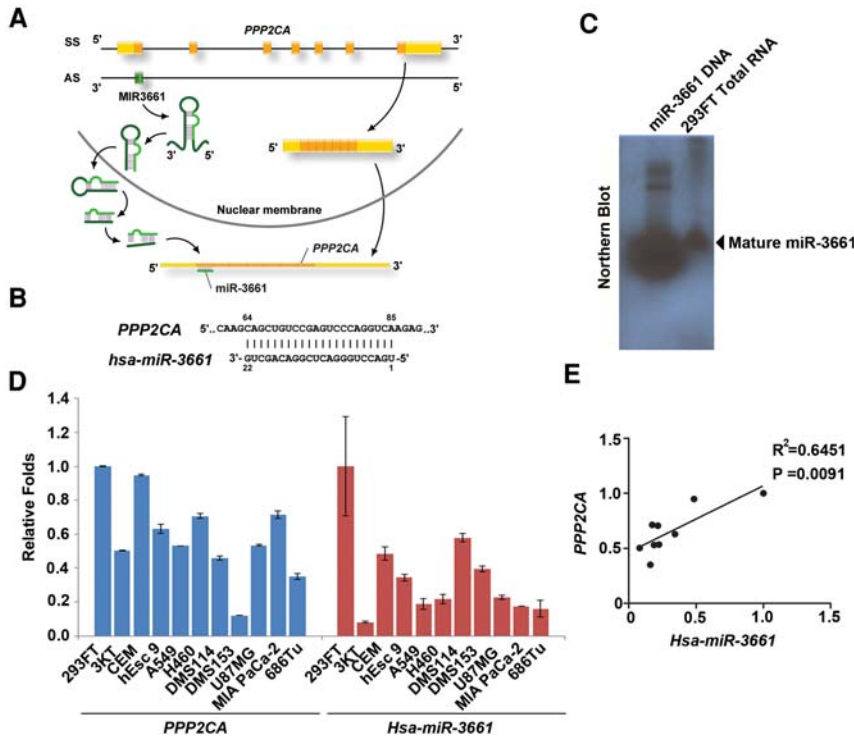 A
PPP2CA
5'
3'
SS
AS
3'
5'
MIR3661
3'
5'
5'
3'
Nuclear membrane
PPP2CA
5'
3'
miR-3661
B
64
85
PPP2CA 5'..CAAGCAGCUGUCCGAGUCCCAGGUCAAGAG..3'
hsa-miR-3661 3'-GUCGACAGGCUCAGGGUCCAGU-5'
22
1
C
miR-3661 DNA
293FT Total RNA
Northern Blot
Mature miR-3661
D
Relative Folds
1.4
1.2
1.0
0.8
0.6
0.4
0.2
0.0
293FT
3KT
CEM
hEsc 9
A549
H460
DMS114
DMS153
U87MG
MIA PaCa-2
686Tu
293FT
3KT
CEM
hEsc 9
A549
H460
DMS114
DMS153
U87MG
MIA PaCa-2
686Tu
PPP2CA
Hsa-miR-3661
E
R²=0.6451
P =0.0091
PPP2CA
1.5
1.0
0.5
0
0
0.5
1.0
1.5
Hsa-miR-3661